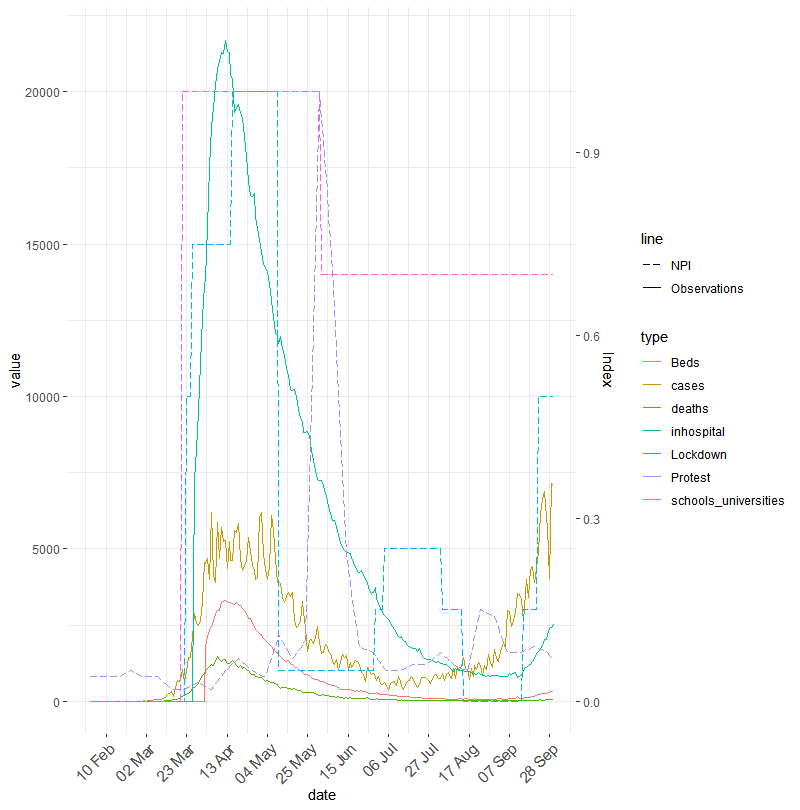 20000
15000
10000
5000
0
value
0.9
0.6
0.3
0.0
Index
10 Feb
02 Mar
23 Mar
13 Apr
04 May
25 May
15 Jun
06 Jul
27 Jul
17 Aug
07 Sep
28 Sep
date
line
NPI
Observations
type
Beds
cases
deaths
inhospital
Lockdown
Protest
schools_universities